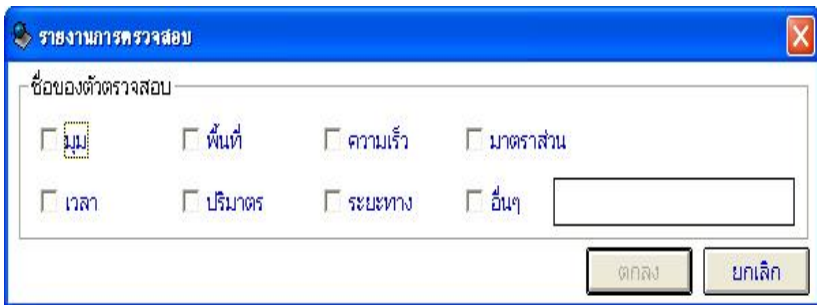 รายงานการตรวจสอบ
ชื่อของตัวตรวจสอบ
มุม พื้นที่ ความเร็ว มาตราส่วน
เวลา ปริมาตร ระยะทาง อื่นๆ
ตกลง ยกเลิก